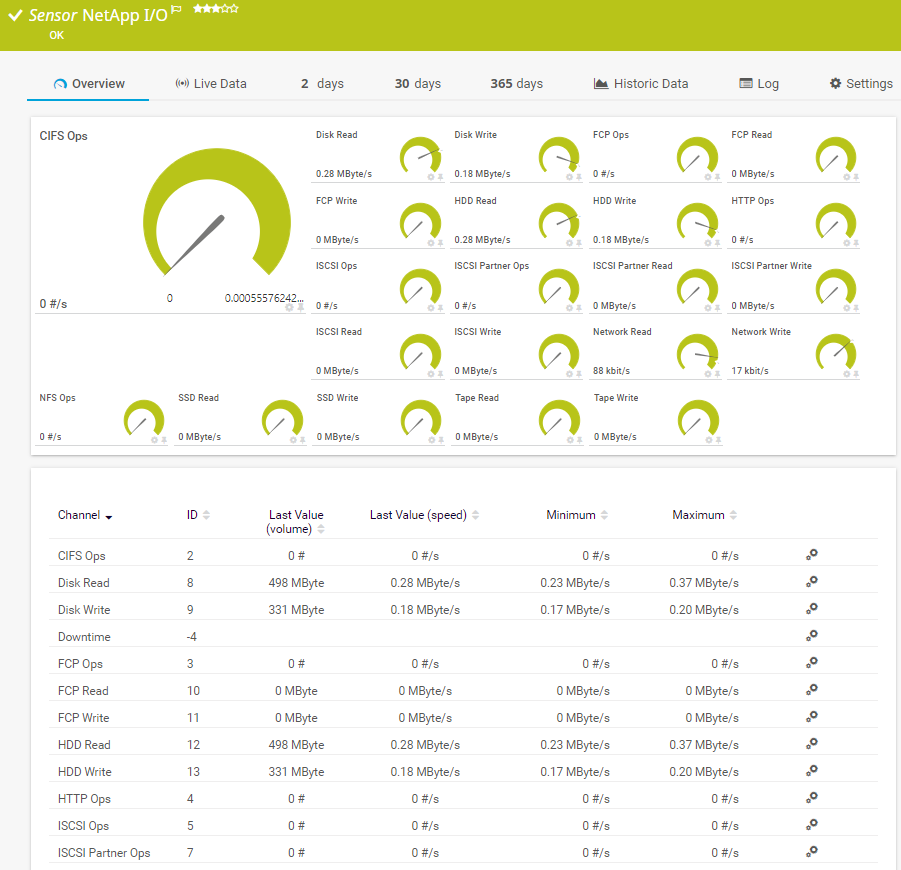 Sensor NetApp I/O
OK
Overview Live Data 2 days 30 days 365 days Historic Data Log Settings
CIFS Ops
0 #/s
0 0.00055576242...
Disk Read Disk Write FCP Ops FCP Read
0.28 MByte/s 0.18 MByte/s 0 #/s 0 MByte/s
FCP Write HDD Read HDD Write HTTP Ops
0 MByte/s 0.28 MByte/s 0.18 MByte/s 0 #/s
ISCSI Ops ISCSI Partner Ops ISCSI Partner Read ISCSI Partner Write
0 #/s 0 #/s 0 MByte/s 0 MByte/s
ISCSI Read ISCSI Write Network Read Network Write
0 MByte/s 0 MByte/s 88 kbit/s 17 kbit/s
NFS Ops SSD Read SSD Write Tape Read Tape Write
0 #/s 0 MByte/s 0 MByte/s 0 MByte/s 0 MByte/s
Channel ID Last Value (volume) Last Value (speed) Minimum Maximum
CIFS Ops 2 0 # 0 #/s 0 #/s 0 #/s
Disk Read 8 498 MByte 0.28 MByte/s 0.23 MByte/s 0.37 MByte/s
Disk Write 9 331 MByte 0.18 MByte/s 0.17 MByte/s 0.20 MByte/s
Downtime -4
FCP Ops 3 0 # 0 #/s 0 #/s 0 #/s
FCP Read 10 0 MByte 0 MByte/s 0 MByte/s 0 MByte/s
FCP Write 11 0 MByte 0 MByte/s 0 MByte/s 0 MByte/s
HDD Read 12 498 MByte 0.28 MByte/s 0.23 MByte/s 0.37 MByte/s
HDD Write 13 331 MByte 0.18 MByte/s 0.17 MByte/s 0.20 MByte/s
HTTP Ops 4 0 # 0 #/s 0 #/s 0 #/s
ISCSI Ops 5 0 # 0 #/s 0 #/s 0 #/s
ISCSI Partner Ops 7 0 # 0 #/s 0 #/s 0 #/s